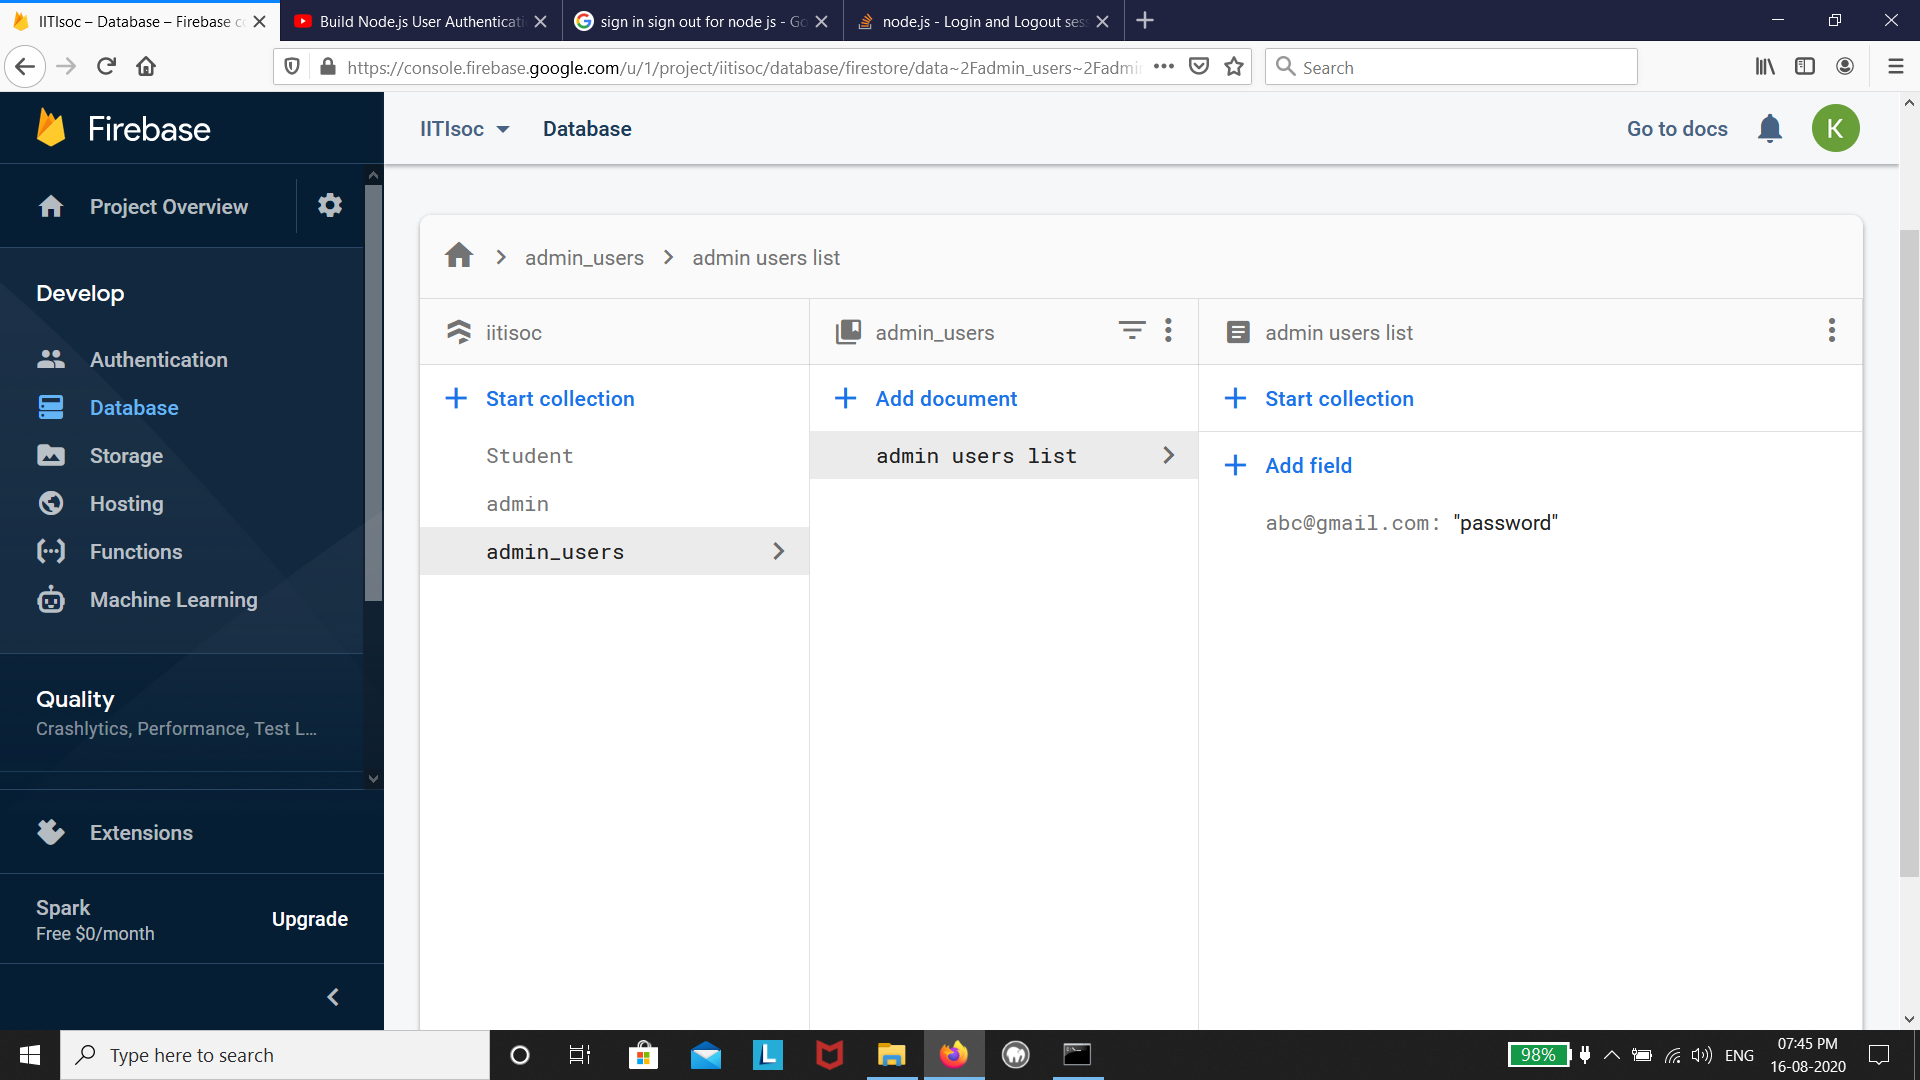 IITIsoc – Database – Firebase co
Build Node.js User Authenticati
sign in sign out for node js - Go
node.js - Login and Logout ses
https://console.firebase.google.com/u/1/project/iitisoc/database/firestore/data~2Fadmin_users~2Fadmi
Search
Firebase
IITIsoc
Database
Go to docs
K
Project Overview
admin_users
admin users list
Develop
iitisoc
admin_users
admin users list
Authentication
Database
Storage
Hosting
Functions
Machine Learning
Start collection
Student
admin
admin_users
Add document
admin users list
Start collection
Add field
abc@gmail.com: "password"
Quality
Crashlytics, Performance, Test L...
Extensions
Spark
Free $0/month
Upgrade
Type here to search
L
98%
ENG
07:45 PM
16-08-2020